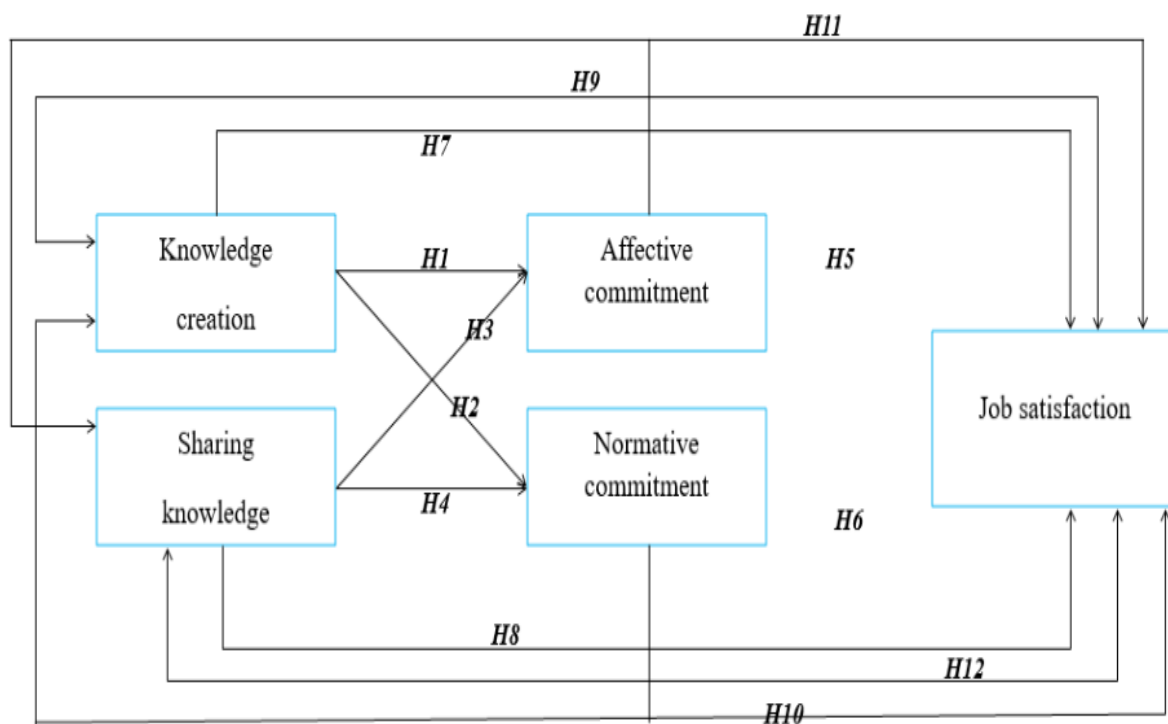 H11
H9
H7
Knowledge
creation
H1
Affective
commitment
H5
H3
H2
Job satisfaction
Sharing
knowledge
H4
Normative
commitment
H6
H8
H12
H10